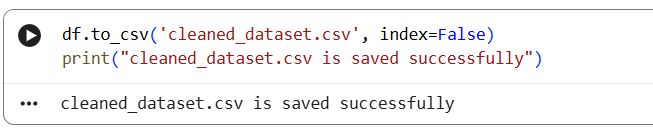 df.to_csv('cleaned_dataset.csv', index=False)
print("cleaned_dataset.csv is saved successfully")
cleaned_dataset.csv is saved successfully